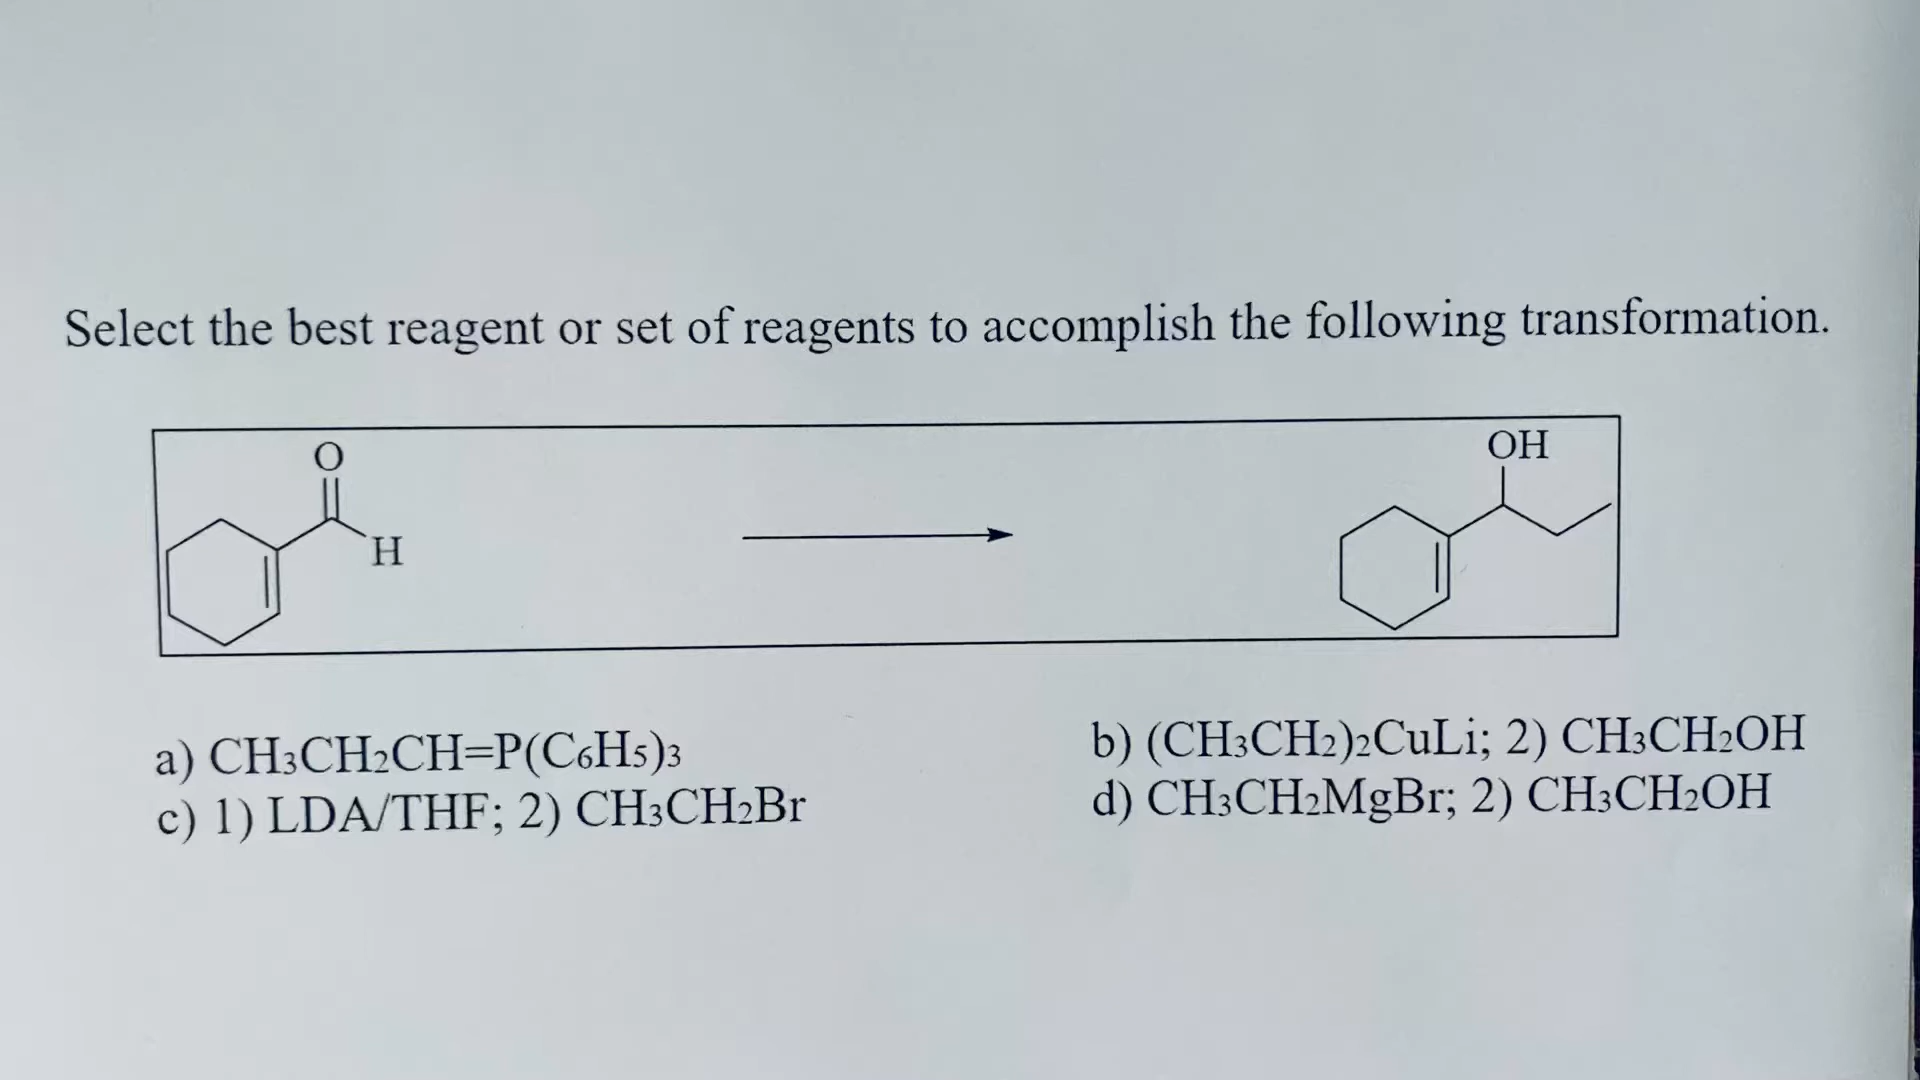 Select the best reagent or set of reagents to accomplish the following transformation.
O
H
OH
a) CH₃CH₂CH=P(C₆H₅)₃
b) (CH₃CH₂)₂CuLi; 2) CH₃CH₂OH
c) 1) LDA/THF; 2) CH₃CH₂Br
d) CH₃CH₂MgBr; 2) CH₃CH₂OH